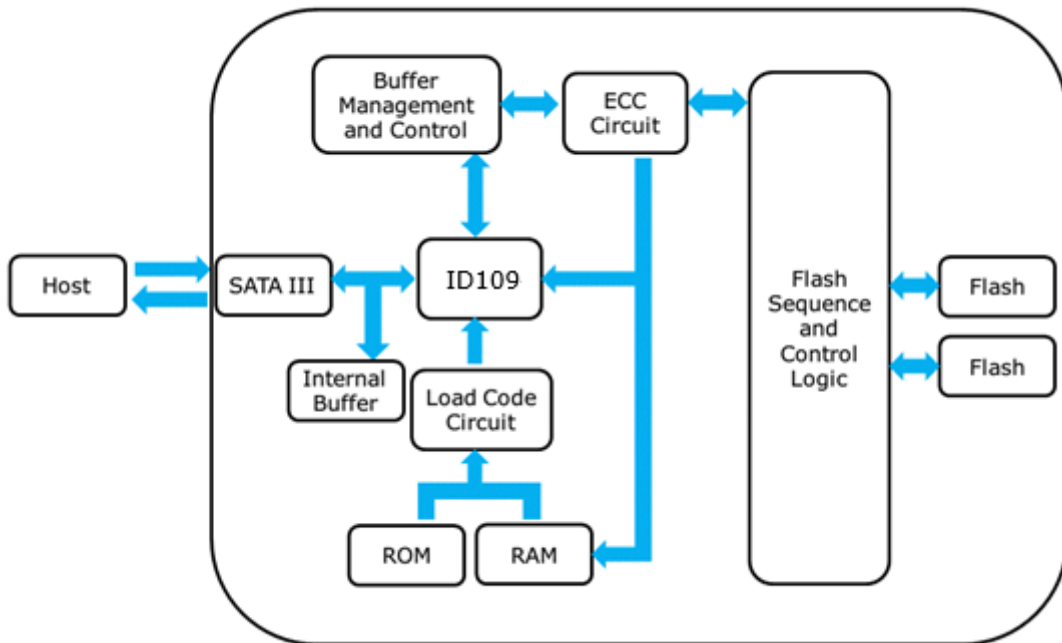 Buffer
Management
and Control
ECC
Circuit
Host
SATA III
ID109
Flash
Sequence
and
Control
Logic
Flash
Flash
Internal
Buffer
Load Code
Circuit
ROM
RAM